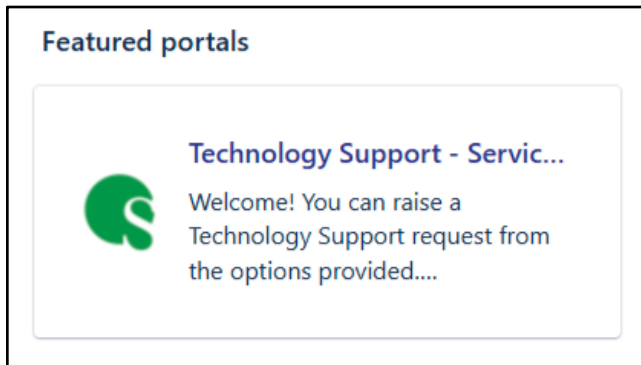 Featured portals
Technology Support - Servic...
Welcome! You can raise a
Technology Support request from
the options provided....